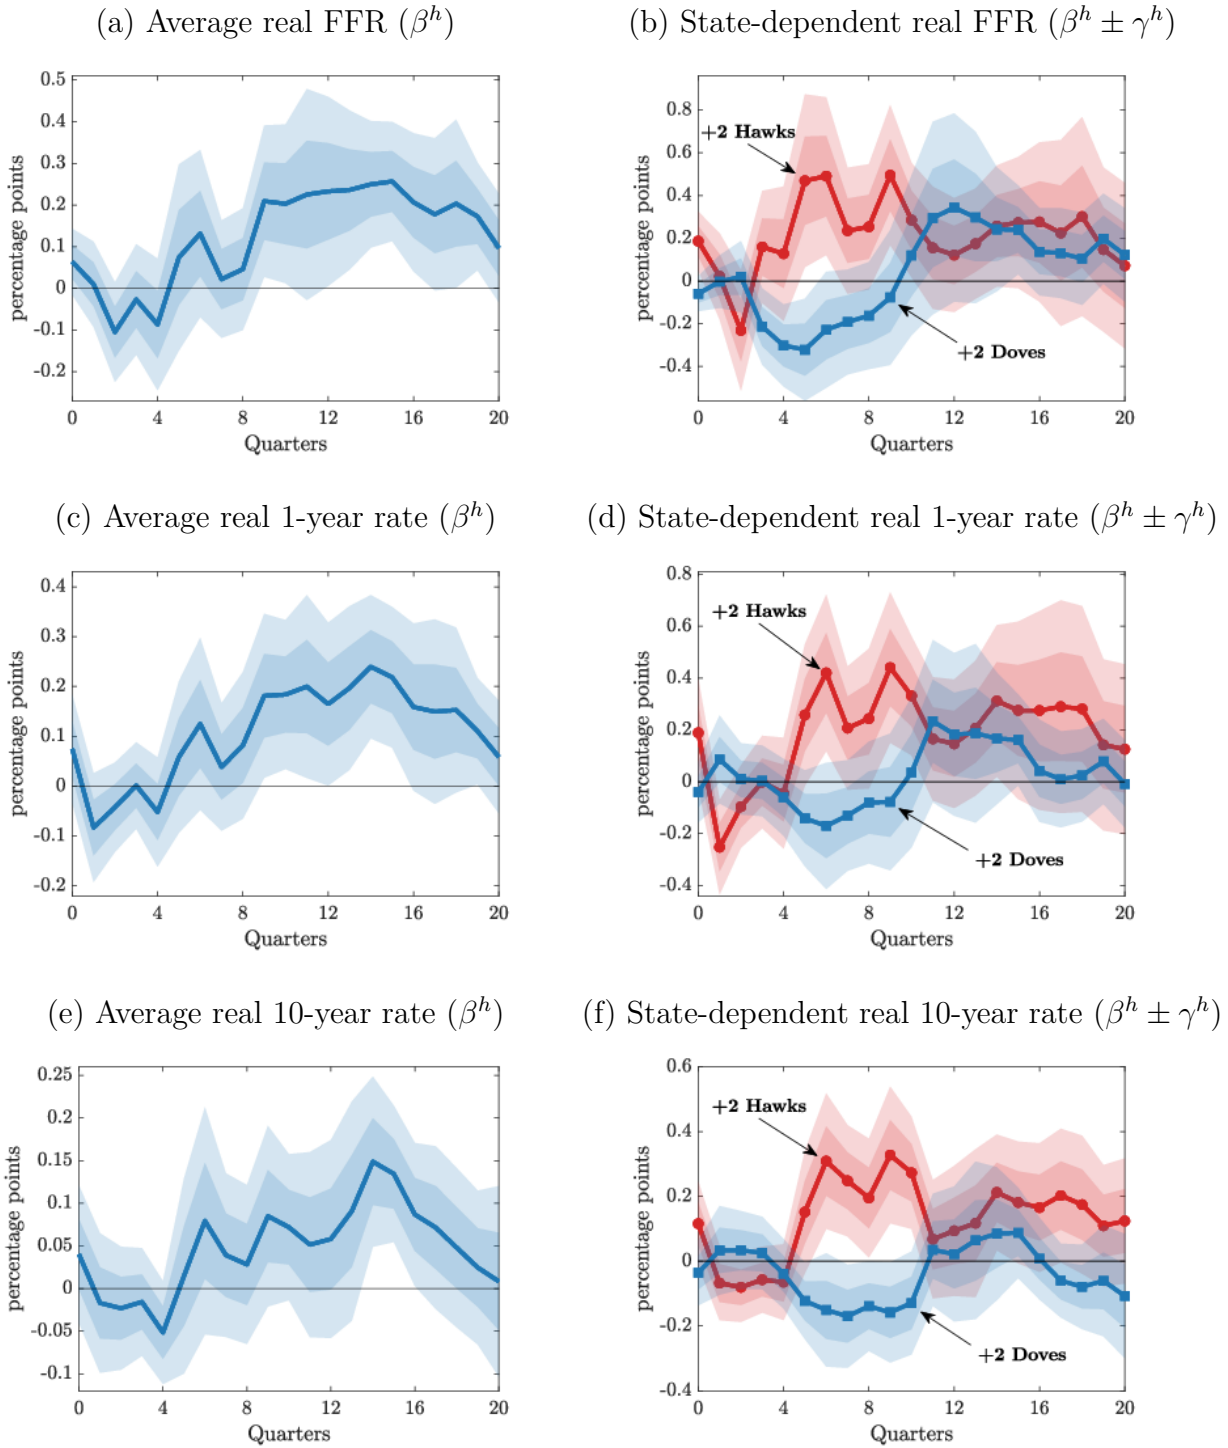 (a) Average real FFR (β^h)
(b) State-dependent real FFR (β^h ± γ^h)
0.5
0.4
0.3
0.2
0.1
0
-0.1
-0.2
percentage points
0 4 8 12 16 20
Quarters
0.8
0.6
0.4
0.2
0
-0.2
-0.4
percentage points
+2 Hawks
+2 Doves
0 4 8 12 16 20
Quarters
(c) Average real 1-year rate (β^h)
(d) State-dependent real 1-year rate (β^h ± γ^h)
0.4
0.3
0.2
0.1
0
-0.1
-0.2
percentage points
0 4 8 12 16 20
Quarters
0.8
0.6
0.4
0.2
0
-0.2
-0.4
percentage points
+2 Hawks
+2 Doves
0 4 8 12 16 20
Quarters
(e) Average real 10-year rate (β^h)
(f) State-dependent real 10-year rate (β^h ± γ^h)
0.25
0.2
0.15
0.1
0.05
0
-0.05
-0.1
percentage points
0 4 8 12 16 20
Quarters
0.6
0.4
0.2
0
-0.2
-0.4
percentage points
+2 Hawks
+2 Doves
0 4 8 12 16 20
Quarters